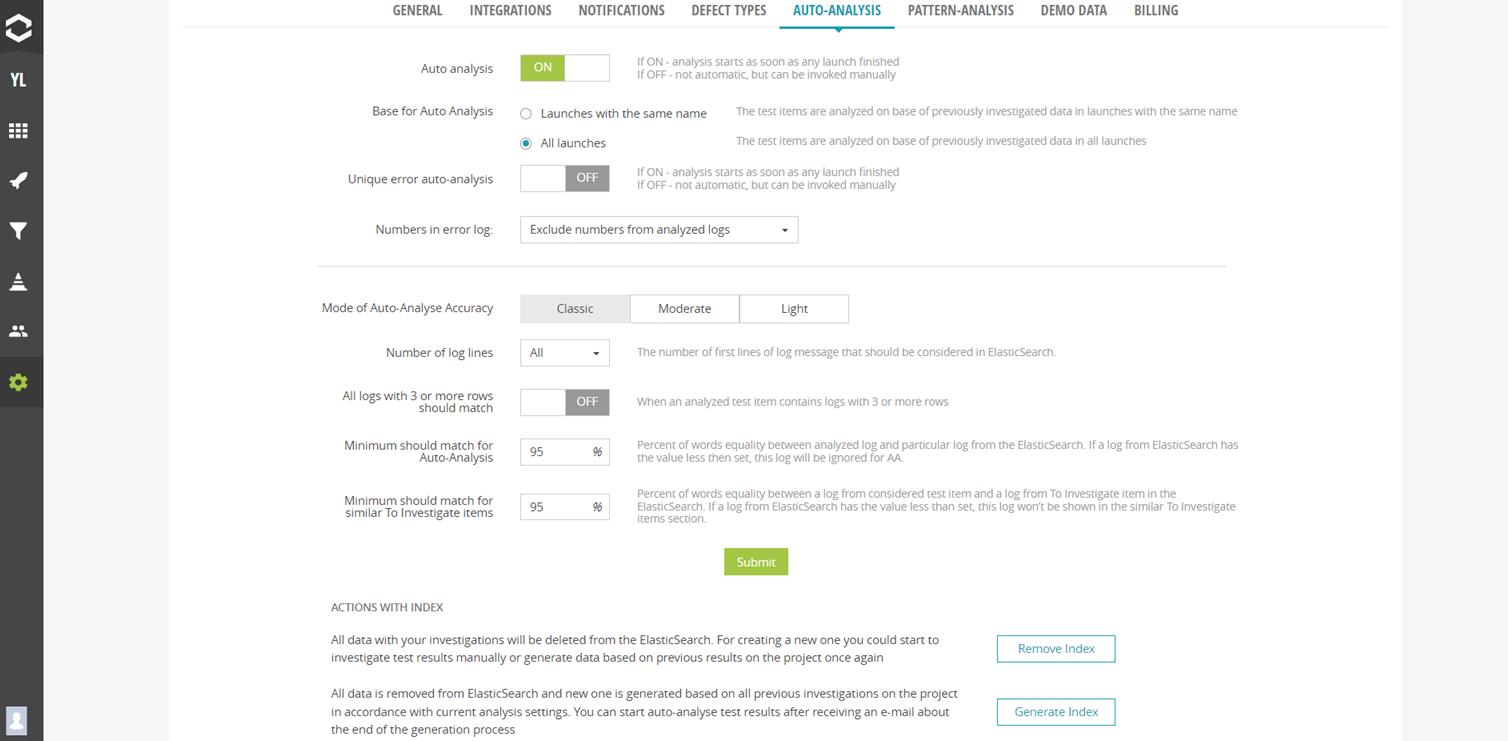 GENERAL INTEGRATIONS NOTIFICATIONS DEFECT TYPES AUTO-ANALYSIS PATTERN-ANALYSIS DEMO DATA BILLING
YL
Auto analysis
ON
If ON - analysis starts as soon as any launch finished
If OFF - not automatic, but can be invoked manually
Base for Auto Analysis
Launches with the same name
The test items are analyzed on base of previously investigated data in launches with the same name
All launches
The test items are analyzed on base of previously investigated data in all launches
Unique error auto-analysis
OFF
If ON - analysis starts as soon as any launch finished
If OFF - not automatic, but can be invoked manually
Numbers in error log:
Exclude numbers from analyzed logs
Mode of Auto-Analyse Accuracy
Classic Moderate Light
Number of log lines
All
The number of first lines of log message that should be considered in ElasticSearch.
All logs with 3 or more rows
should match
OFF
When an analyzed test item contains logs with 3 or more rows
Minimum should match for
Auto-Analysis
95 %
Percent of words equality between analyzed log and particular log from the ElasticSearch. If a log from ElasticSearch has
the value less then set, this log will be ignored for AA.
Minimum should match for
similar To Investigate items
95 %
Percent of words equality between a log from considered test item and a log from To Investigate item in the
ElasticSearch. If a log from ElasticSearch has the value less than set, this log won't be shown in the similar To Investigate
items section.
Submit
ACTIONS WITH INDEX
All data with your investigations will be deleted from the ElasticSearch. For creating a new one you could start to
investigate test results manually or generate data based on previous results on the project once again
Remove Index
All data is removed from ElasticSearch and new one is generated based on all previous investigations on the project
in accordance with current analysis settings. You can start auto-analyse test results after receiving an e-mail about
the end of the generation process
Generate Index